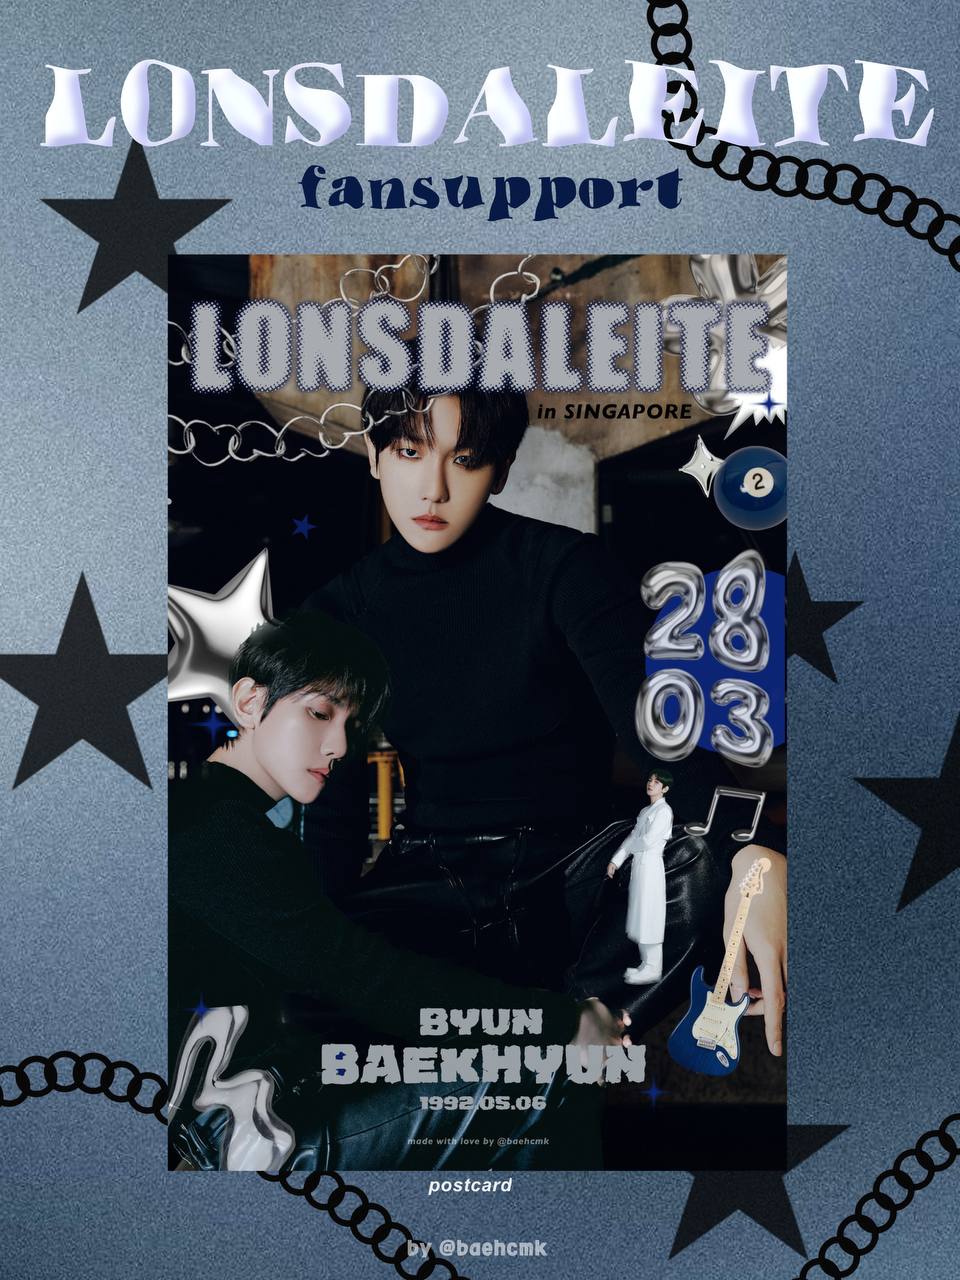 LONSDALEITE
fansupport
LONSDALEITE
in SINGAPORE
2
28
03
BYUN
BAEKHYUN
1992.05.06
made with love by @baehcmk
postcard
by @baehcmk